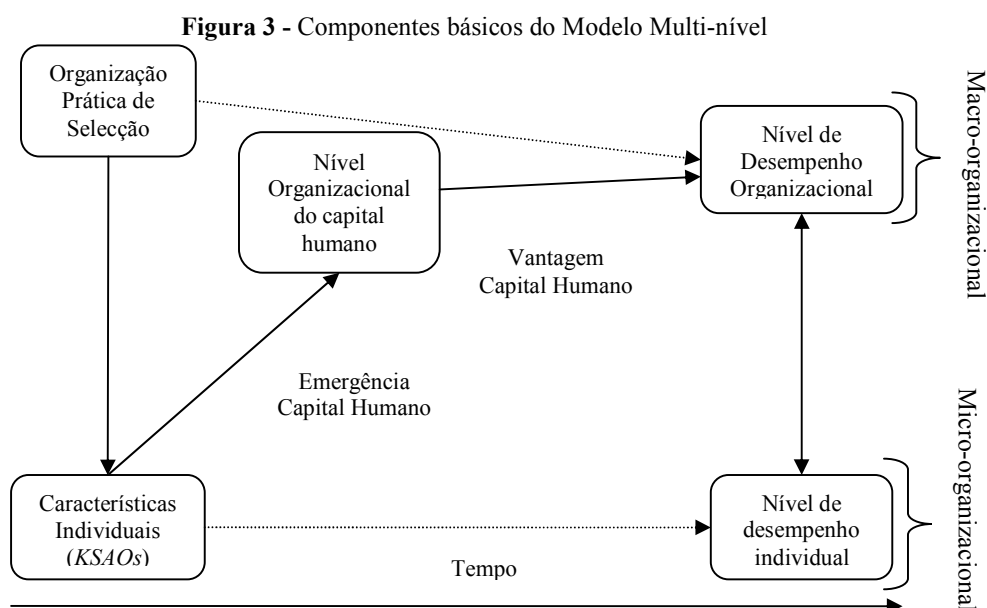 Figura 3 - Componentes básicos do Modelo Multi-nível
Organização
Prática de
Selecção
Nível
Organizacional
do capital
humano
Nível de
Desempenho
Organizacional
Macro-organizacional
Vantagem
Capital Humano
Emergência
Capital Humano
Característícas
Individuais
(KSAOs)
Nível de
desempenho
individual
Micro-organizacional
Tempo